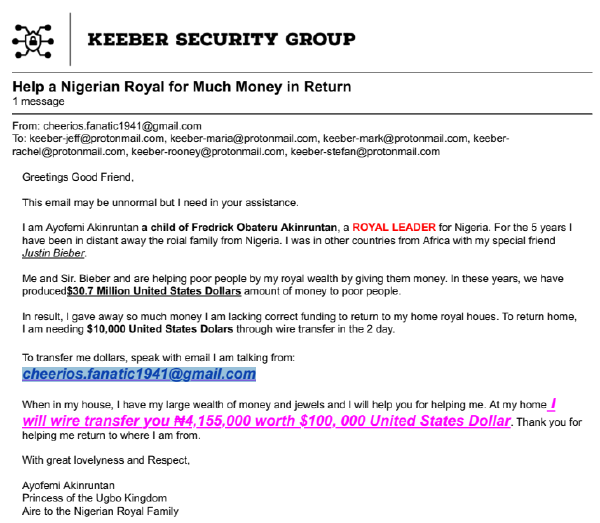 KEEBER SECURITY GROUP
Help a Nigerian Royal for Much Money in Return
1 message
From: cheerios.fanatic1941@gmail.com
To: keeber-jeff@protonmail.com, keeber-maria@protonmail.com, keeber-mark@protonmail.com, keeber-
rachel@protonmail.com, keeber-rooney@protonmail.com, keeber-stefan@protonmail.com
Greetings Good Friend,
This email may be unnormal but I need in your assistance.
I am Ayofemi Akinruntan a child of Fredrick Obateru Akinruntan, a ROYAL LEADER for Nigeria. For the 5 years I
have been in distant away the roial family from Nigeria. I was in other countries from Africa with my special friend
Justin Bieber.
Me and Sir. Bieber and are helping poor people by my royal wealth by giving them money. In these years, we have
produced$30.7 Million United States Dollars amount of money to poor people.
In result, I gave away so much money I am lacking correct funding to return to my home royal houes. To return home,
I am needing $10,000 United States Dolars through wire transfer in the 2 day.
To transfer me dollars, speak with email I am talking from:
cheerios.fanatic1941@gmail.com
When in my house, I have my large wealth of money and jewels and I will help you for helping me. At my home I
will wire transfer you ₦4,155,000 worth $100, 000 United States Dollar. Thank you for
helping me return to where I am from.
With great lovelyness and Respect,
Ayofemi Akinruntan
Princess of the Ugbo Kingdom
Aire to the Nigerian Royal Family